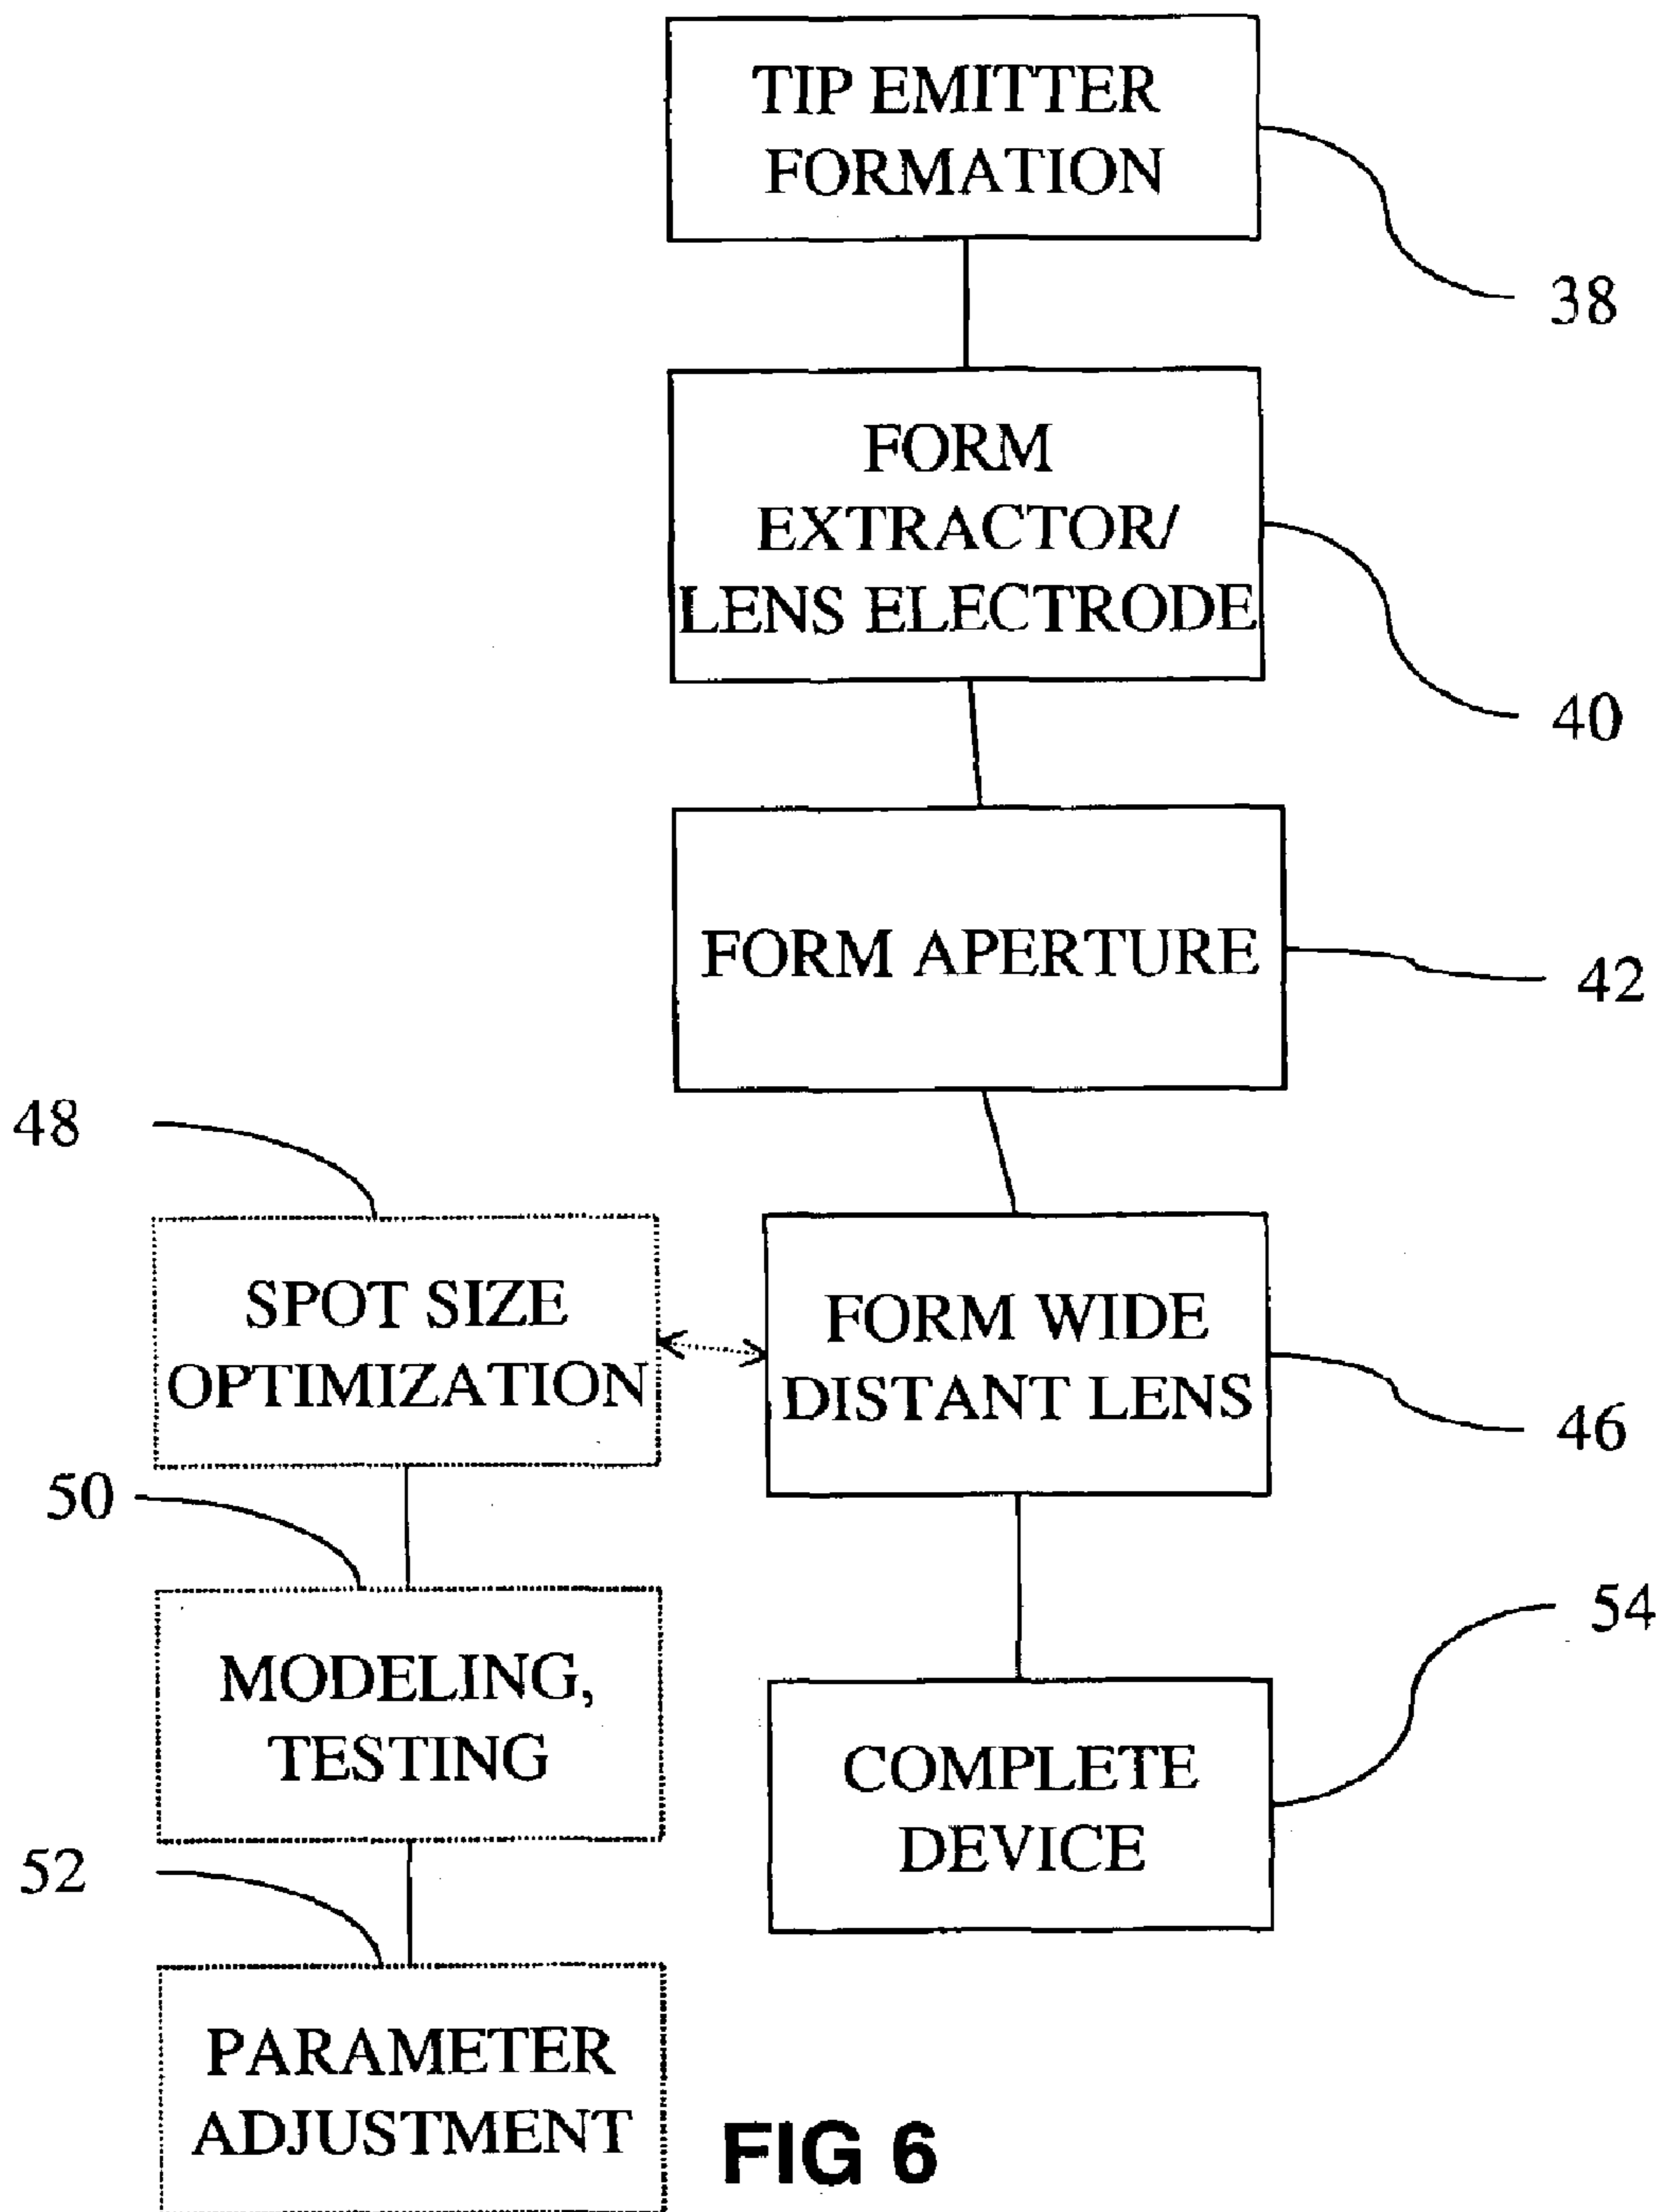 TIP EMITTER
FORMATION
38
FORM
EXTRACTOR/
LENS ELECTRODE
40
FORM APERTURE
42
48
SPOT SIZE
OPTIMIZATION
FORM WIDE
DISTANT LENS
46
50
MODELING,
TESTING
54
COMPLETE
DEVICE
52
PARAMETER
ADJUSTMENT
FIG 6